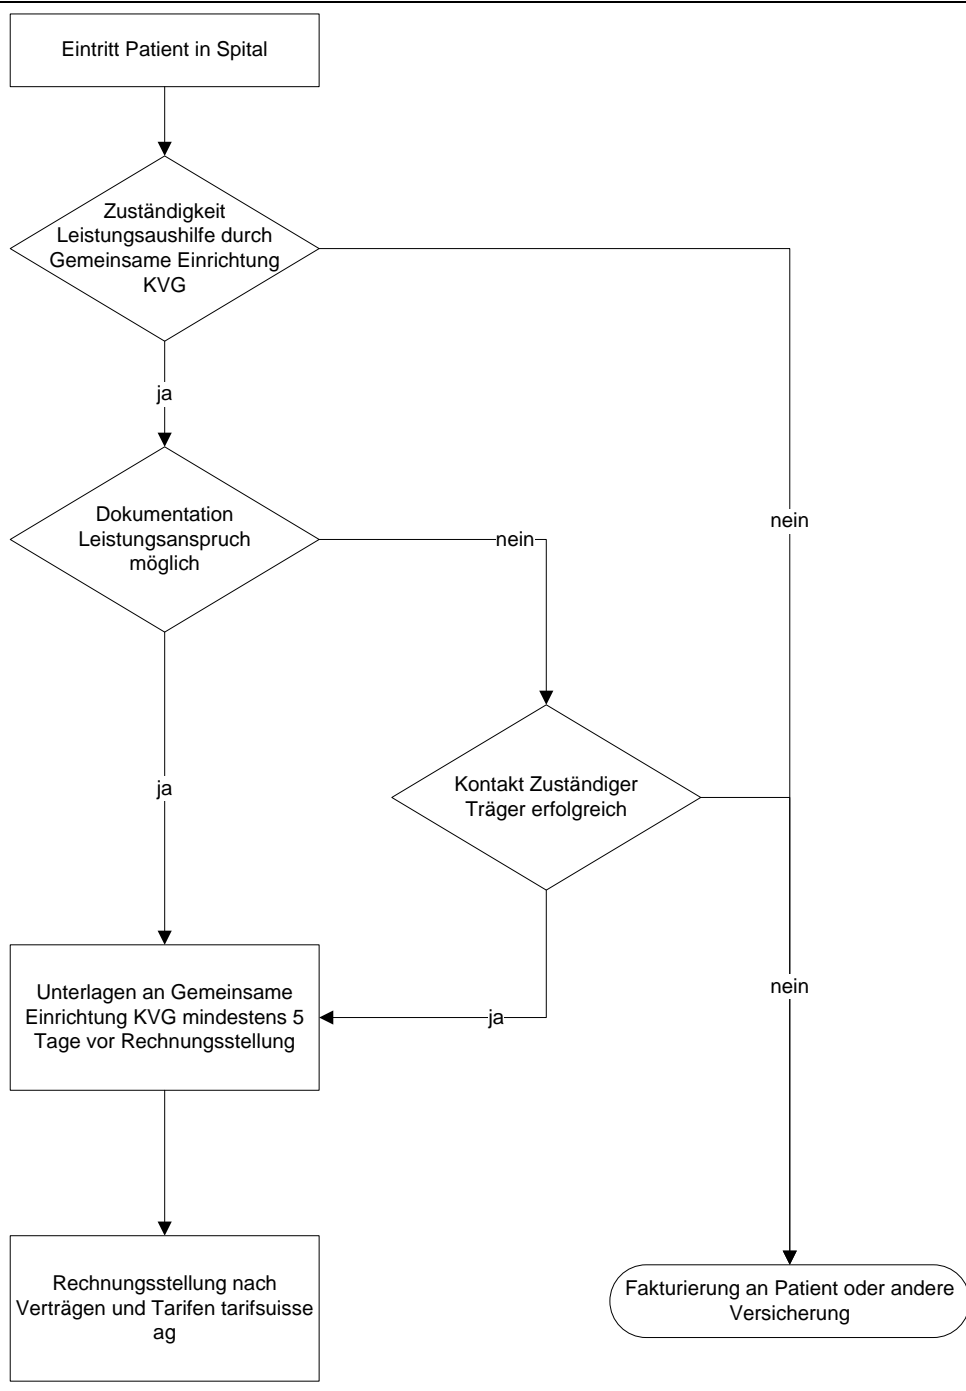 Eintritt Patient in Spital
Zuständigkeit
Leistungsaushilfe durch
Gemeinsame Einrichtung
KVG
ja
nein
Dokumentation
Leistungsanspruch
möglich
nein
ja
Kontakt Zuständiger
Träger erfolgreich
nein
ja
Unterlagen an Gemeinsame
Einrichtung KVG mindestens 5
Tage vor Rechnungsstellung
Rechnungsstellung nach
Verträgen und Tarifen tarifsuisse
ag
Fakturierung an Patient oder andere
Versicherung